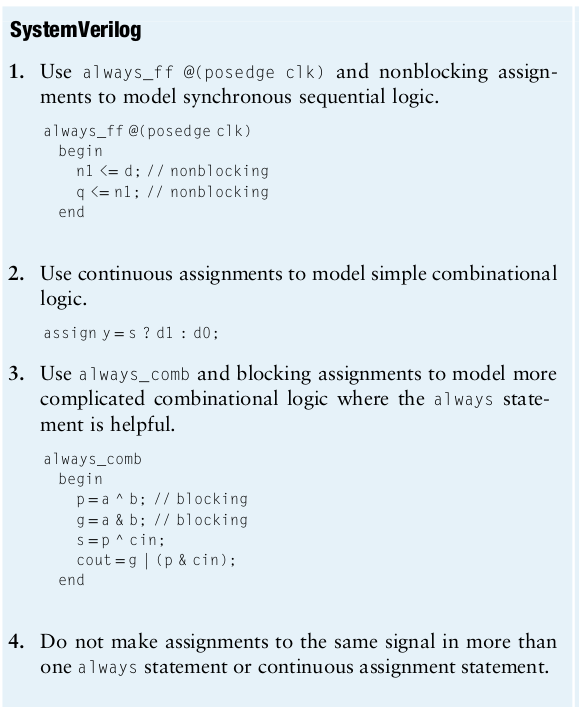 SystemVerilog
1. Use always_ff @(posedge clk) and nonblocking assign-
ments to model synchronous sequential logic.
always_ff @(posedge clk)
begin
n1 <= d; // nonblocking
q <= n1; // nonblocking
end
2. Use continuous assignments to model simple combinational
logic.
assign y = s ? d1 : d0;
3. Use always_comb and blocking assignments to model more
complicated combinational logic where the always state-
ment is helpful.
always_comb
begin
p = a ^ b; // blocking
g = a & b; // blocking
s = p ^ cin;
cout = g | (p & cin);
end
4. Do not make assignments to the same signal in more than
one always statement or continuous assignment statement.